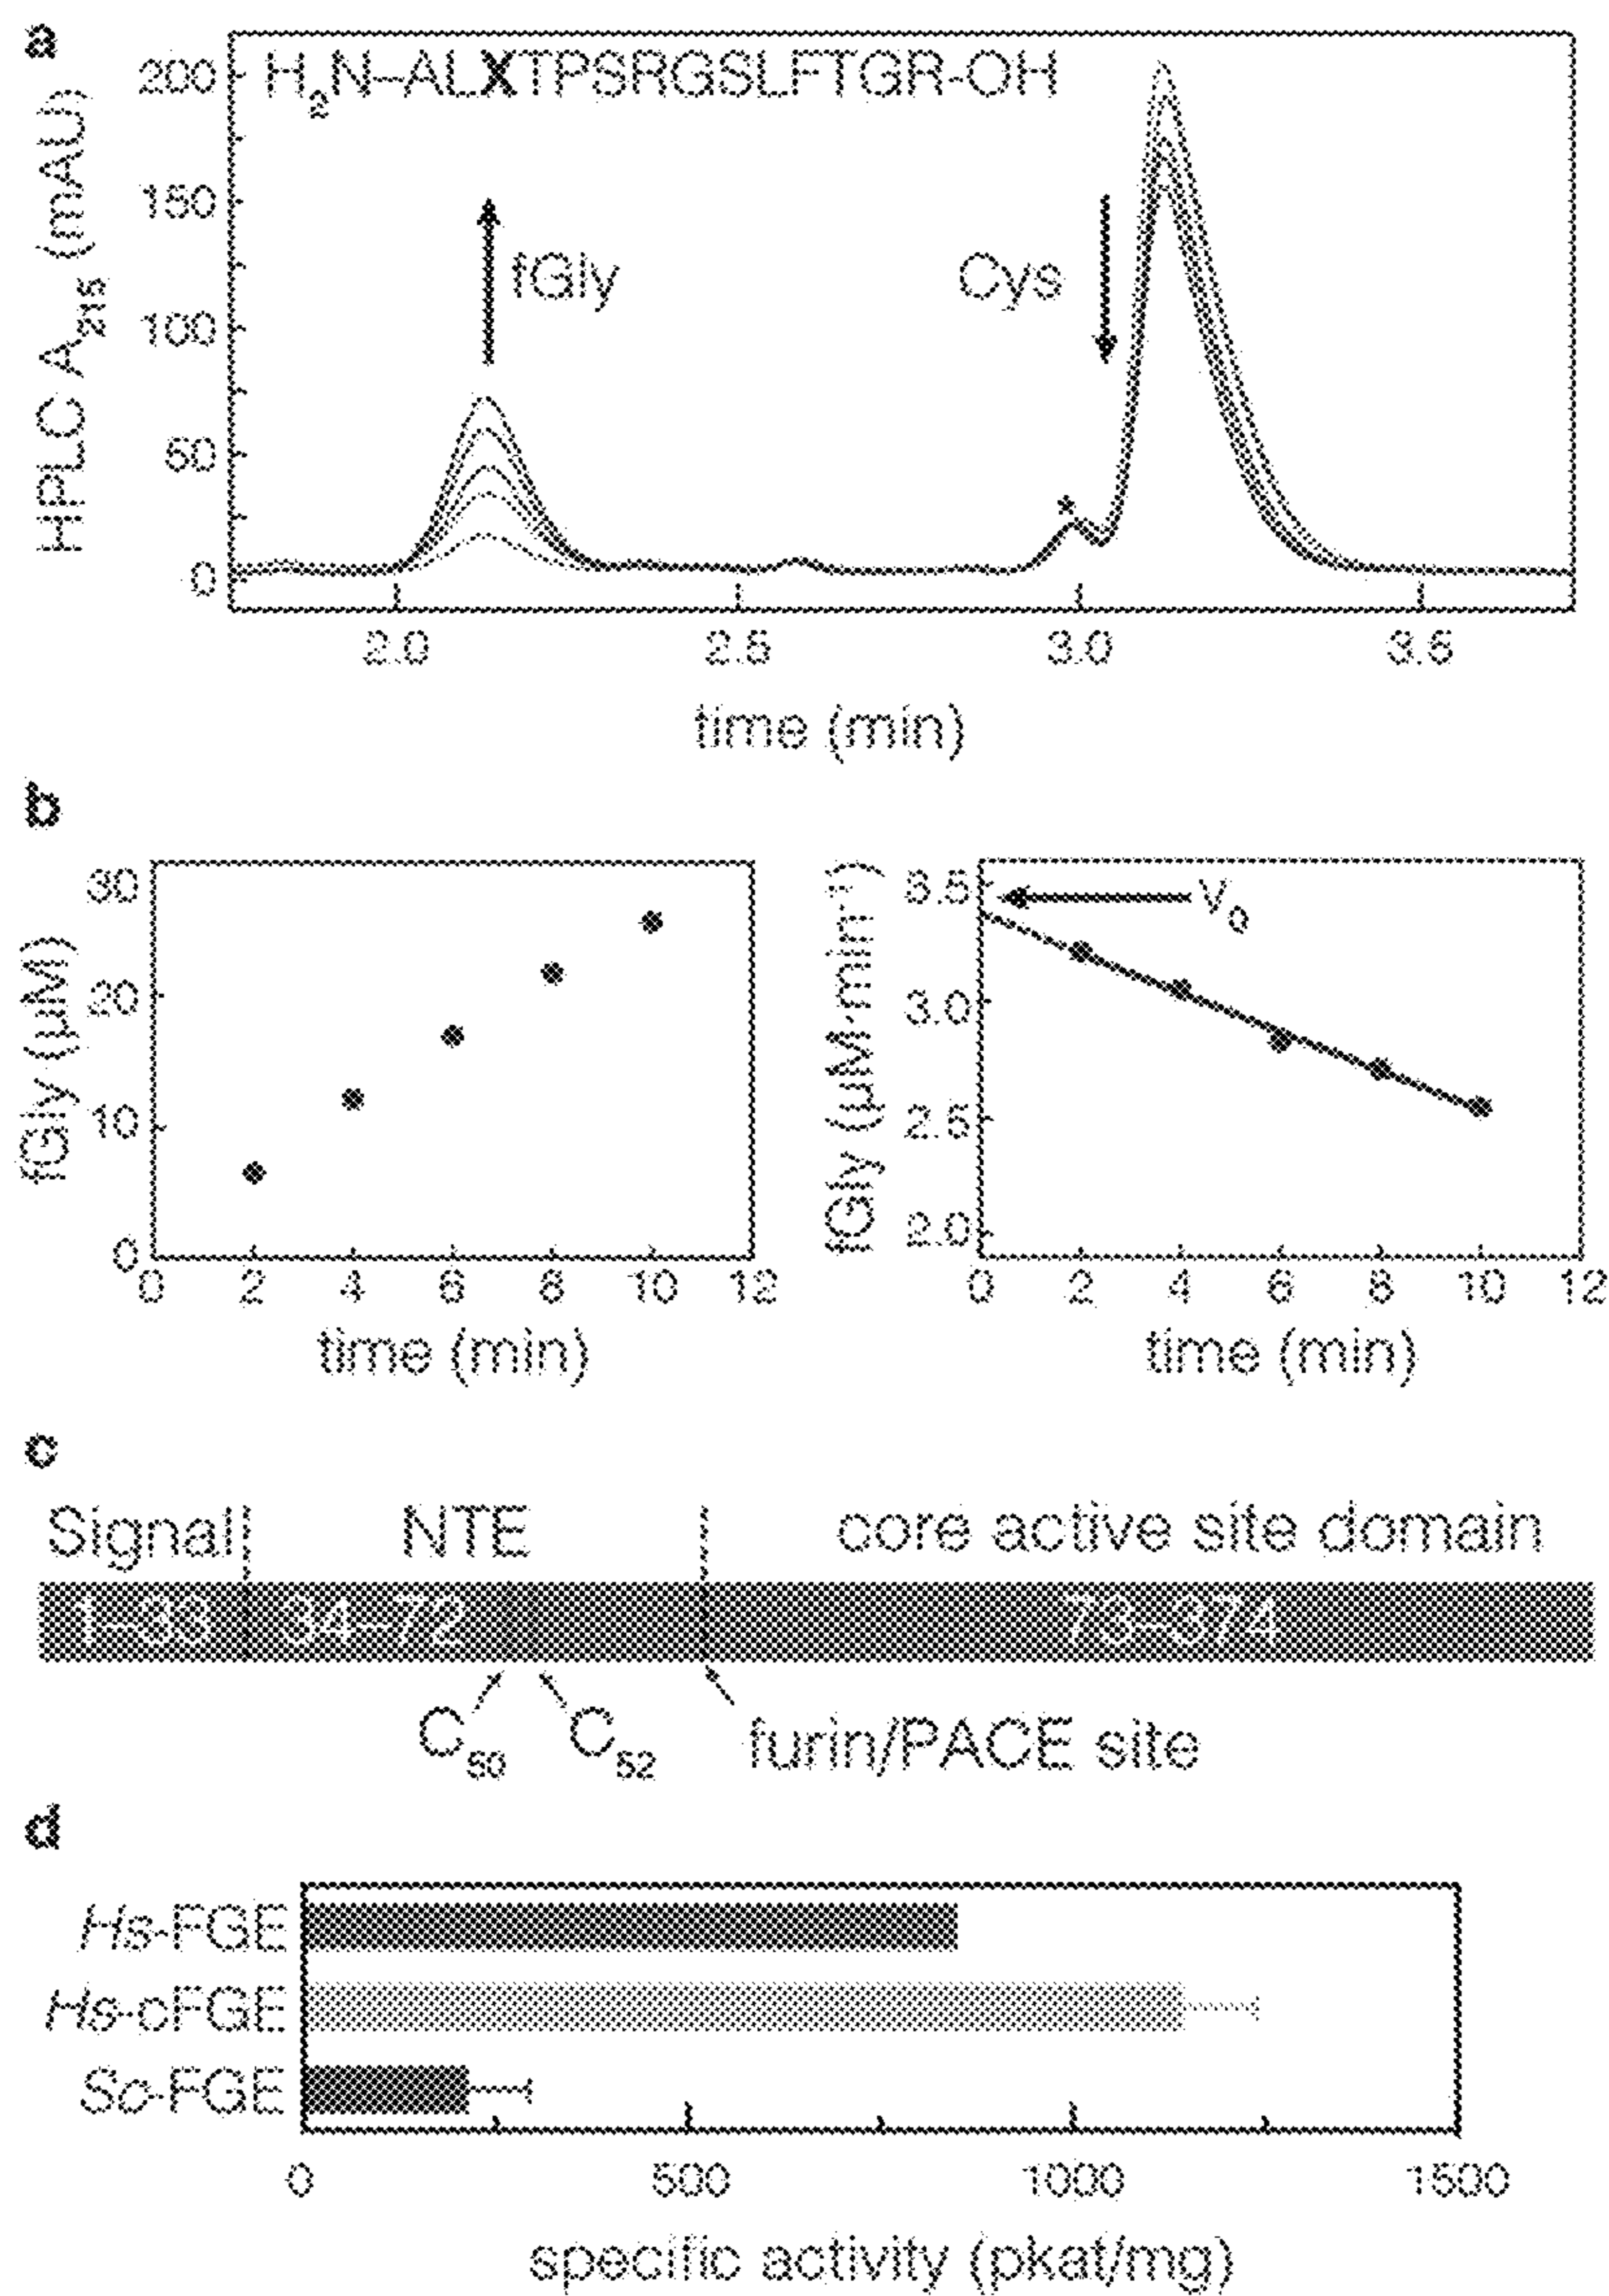 a
H₂N–ALXTPSRGSLFTGR-OH
HPLC A₂₁₅ (mAU)
200
150
100
50
0
fGly
Cys
*
2.0 2.5 3.0 3.5
time (min)
b
fGly (µM)
30
20
10
0
0 2 4 6 8 10 12
time (min)
fGly (µM·min⁻¹)
3.5
3.0
2.5
2.0
V₀
0 2 4 6 8 10 12
time (min)
c
Signal NTE core active site domain
1–33 34–72 73–374
C₅₀ C₅₂ furin/PACE site
d
Hs-FGE
Hs-cFGE
Sc-FGE
0 500 1000 1500
specific activity (pkat/mg)